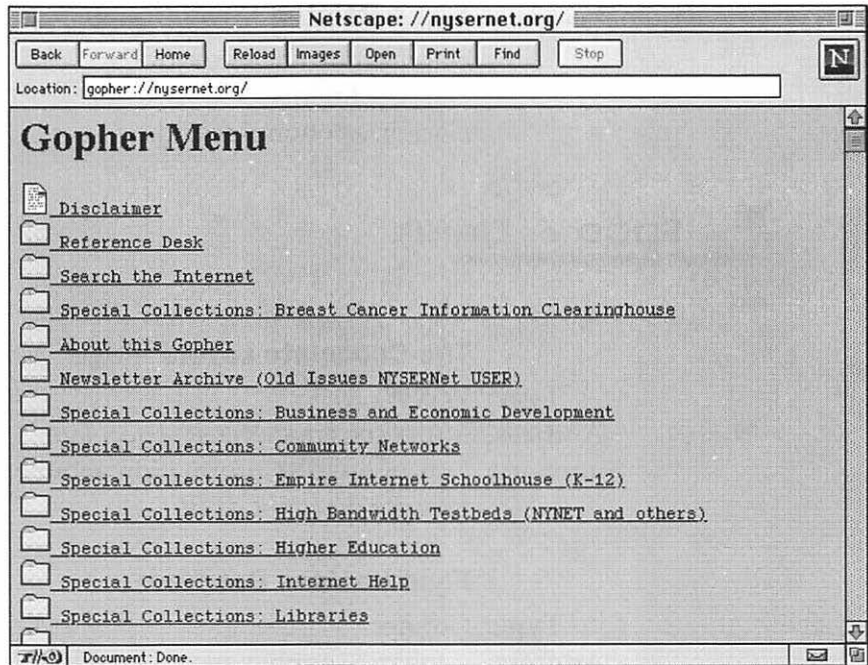 Netscape: //nysernet.org/
Back Forward Home Reload Images Open Print Find Stop
N
Location: gopher://nysernet.org/
Gopher Menu
Disclaimer
Reference Desk
Search the Internet
Special Collections: Breast Cancer Information Clearinghouse
About this Gopher
Newsletter Archive (Old Issues NYSERNet USER)
Special Collections: Business and Economic Development
Special Collections: Community Networks
Special Collections: Empire Internet Schoolhouse (K-12)
Special Collections: High Bandwidth Testbeds (NYNET and others)
Special Collections: Higher Education
Special Collections: Internet Help
Special Collections: Libraries
Document: Done.